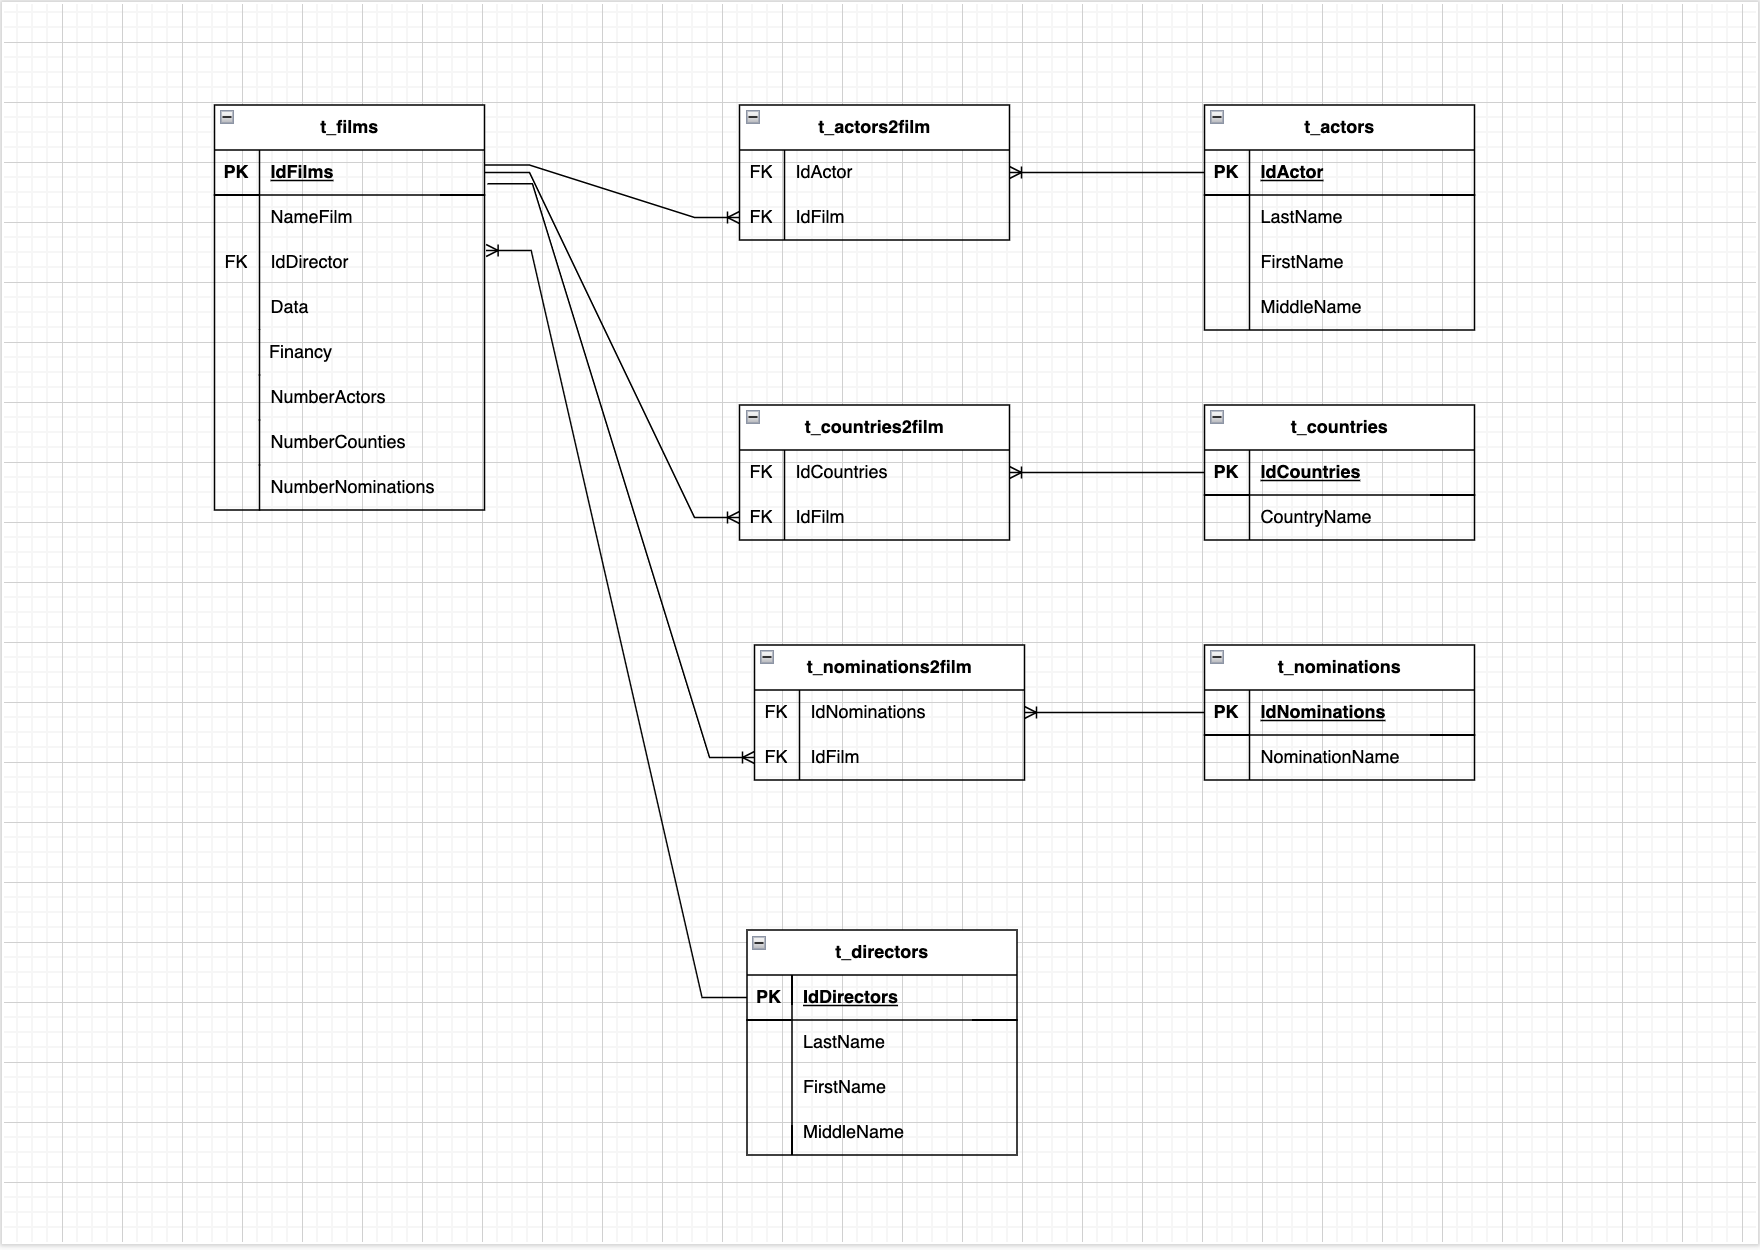 t_films
PK IdFilms
NameFilm
FK IdDirector
Data
Financy
NumberActors
NumberCounties
NumberNominations
t_actors2film
FK IdActor
FK IdFilm
t_actors
PK IdActor
LastName
FirstName
MiddleName
t_countries2film
FK IdCountries
FK IdFilm
t_countries
PK IdCountries
CountryName
t_nominations2film
FK IdNominations
FK IdFilm
t_nominations
PK IdNominations
NominationName
t_directors
PK IdDirectors
LastName
FirstName
MiddleName